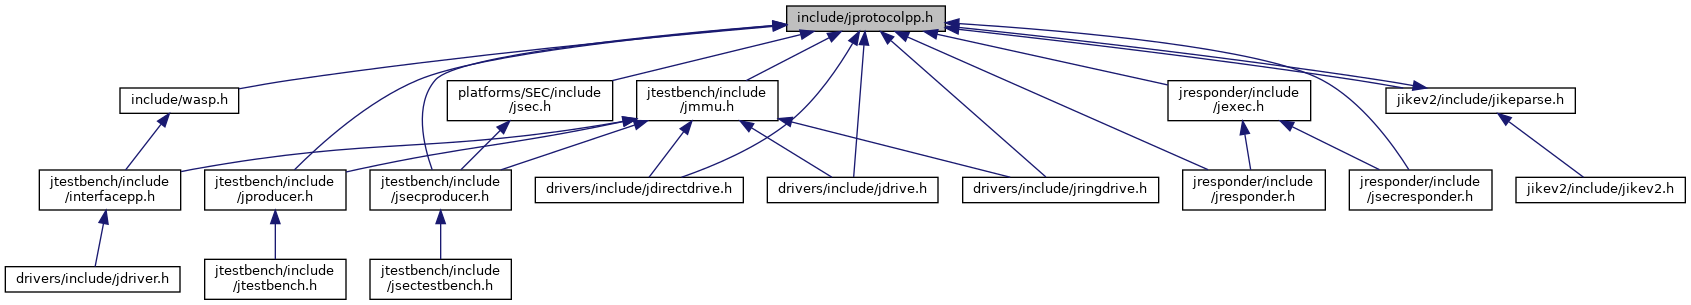 include/jprotocolpp.h
include/wasp.h
platforms/SEC/include
/jsec.h
jtestbench/include
/jmmu.h
jresponder/include
/jexec.h
jikev2/include/jikeparse.h
jtestbench/include
/interfacepp.h
jtestbench/include
/jproducer.h
jtestbench/include
/jsecproducer.h
drivers/include/jdirectdrive.h
drivers/include/jdrive.h
drivers/include/jringdrive.h
jresponder/include
/jresponder.h
jresponder/include
/jsecresponder.h
jikev2/include/jikev2.h
drivers/include/jdriver.h
jtestbench/include
/jtestbench.h
jtestbench/include
/jsectestbench.h